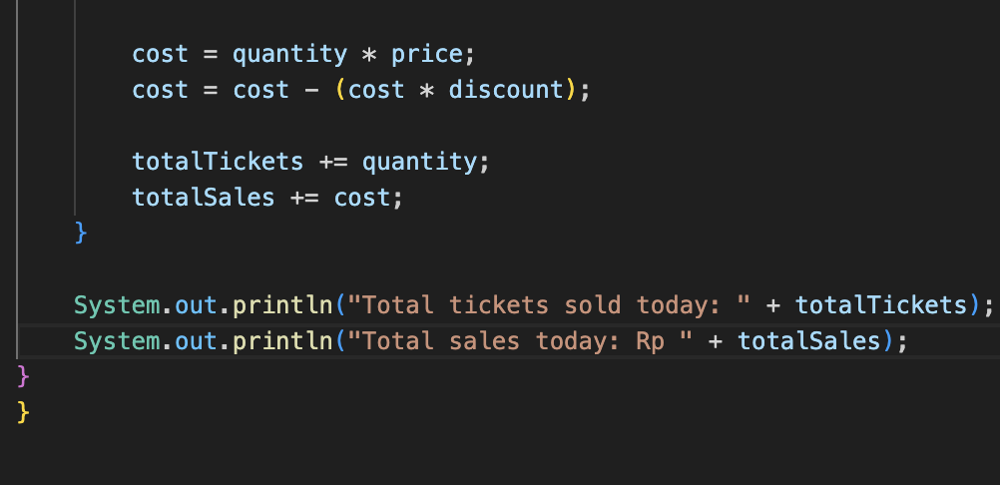 cost = quantity * price;
cost = cost - (cost * discount);
totalTickets += quantity;
totalSales += cost;
}
System.out.println("Total tickets sold today: " + totalTickets);
System.out.println("Total sales today: Rp " + totalSales);
}
}